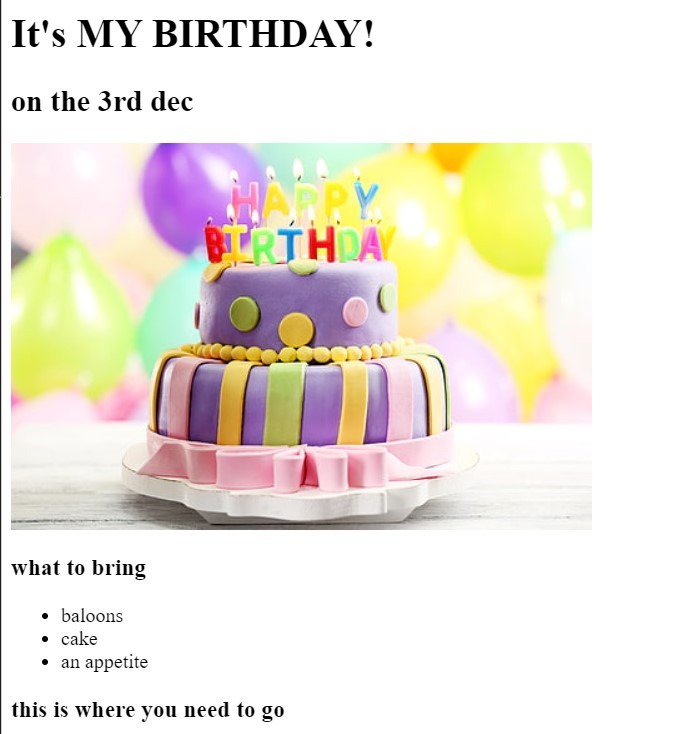 It's MY BIRTHDAY!
on the 3rd dec
HAPPY
BIRTHDAY
what to bring
baloons
cake
an appetite
this is where you need to go